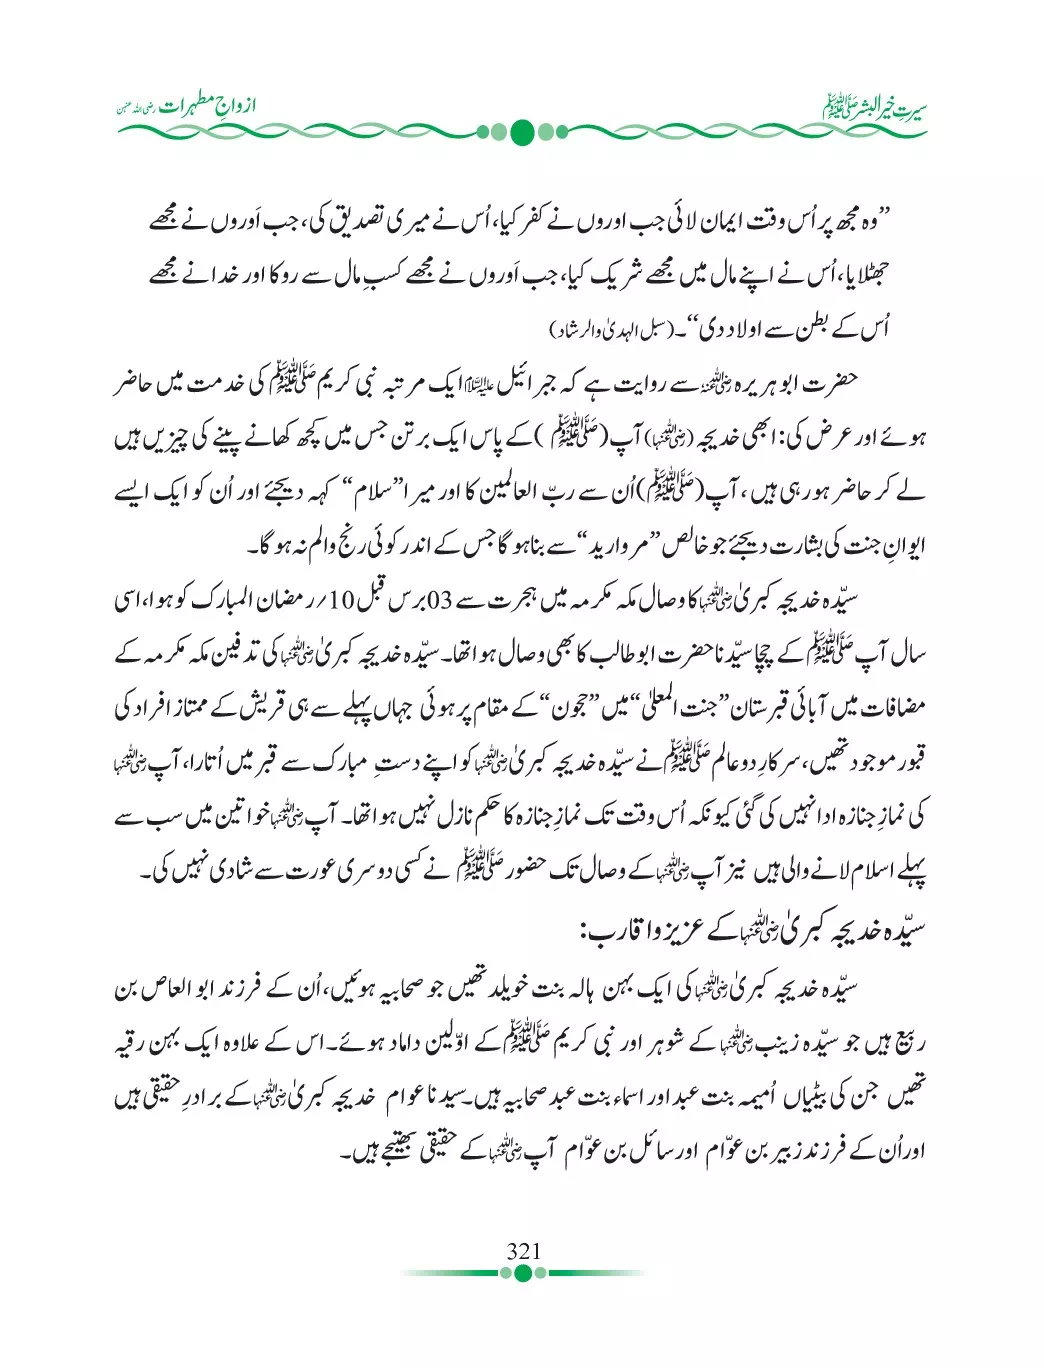 سیرتِ خیر البشر ﷺ
ازواجِ مطہرات رضی اللہ عنہن
’’وہ مجھ پر اُس وقت ایمان لائی جب اوروں نے کفر کیا، اُس نے میری تصدیق کی، جب اَوروں نے مجھے
جھٹلایا، اُس نے اپنے مال میں مجھے شریک کیا، جب اَوروں نے مجھے کسبِ مال سے روکا اور خدا نے مجھے
اُس کے بطن سے اولاد دی‘‘۔ (سبل الہدیٰ والرشاد)
حضرت ابو ہریرہ رضی اللہ عنہ سے روایت ہے کہ جبرائیل علیہ السلام ایک مرتبہ نبی کریم ﷺ کی خدمت میں حاضر
ہوئے اور عرض کی: ابھی خدیجہ (رضی اللہ عنہا) آپ (ﷺ) کے پاس ایک برتن جس میں کچھ کھانے پینے کی چیزیں ہیں
لے کر حاضر ہو رہی ہیں، آپ (ﷺ) اُن سے ربّ العالمین کا اور میرا ’’سلام‘‘ کہہ دیجئے اور اُن کو ایک ایسے
ایوانِ جنت کی بشارت دیجئے جو خالص ’’مروارید‘‘ سے بنا ہو گا جس کے اندر کوئی رنج والم نہ ہو گا۔
سیّدہ خدیجہ کبریٰ رضی اللہ عنہا کا وصال مکہ مکرمہ میں ہجرت سے 03 برس قبل 10/ رمضان المبارک کو ہوا، اسی
سال آپ ﷺ کے چچا سیّدنا حضرت ابو طالب کا بھی وصال ہوا تھا۔ سیّدہ خدیجہ کبریٰ رضی اللہ عنہا کی تدفین مکہ مکرمہ کے
مضافات میں آبائی قبرستان ’’جنت المعلیٰ‘‘ میں ’’حجون‘‘ کے مقام پر ہوئی جہاں پہلے سے ہی قریش کے ممتاز افراد کی
قبور موجود تھیں، سرکارِ دو عالم ﷺ نے سیّدہ خدیجہ کبریٰ رضی اللہ عنہا کو اپنے دستِ مبارک سے قبر میں اُتارا، آپ رضی اللہ عنہا
کی نمازِ جنازہ ادا نہیں کی گئی کیونکہ اُس وقت تک نمازِ جنازہ کا حکم نازل نہیں ہوا تھا۔ آپ رضی اللہ عنہا خواتین میں سب سے
پہلے اسلام لانے والی ہیں نیز آپ رضی اللہ عنہا کے وصال تک حضور ﷺ نے کسی دوسری عورت سے شادی نہیں کی۔
سیّدہ خدیجہ کبریٰ رضی اللہ عنہا کے عزیز و اقارب:
سیّدہ خدیجہ کبریٰ رضی اللہ عنہا کی ایک بہن ہالہ بنت خویلد تھیں جو صحابیہ ہوئیں، اُن کے فرزند ابو العاص بن
ربیع ہیں جو سیّدہ زینب رضی اللہ عنہا کے شوہر اور نبی کریم ﷺ کے اوّلین داماد ہوئے۔ اس کے علاوہ ایک بہن رقیہ
تھیں جن کی بیٹیاں اُمیمہ بنت عبد اور اسماء بنت عبد صحابیہ ہیں۔ سیدنا عوام خدیجہ کبریٰ رضی اللہ عنہا کے برادرِ حقیقی ہیں
اور اُن کے فرزند زبیر بن عوّام اور سائل بن عوّام آپ رضی اللہ عنہا کے حقیقی بھتیجے ہیں۔
321